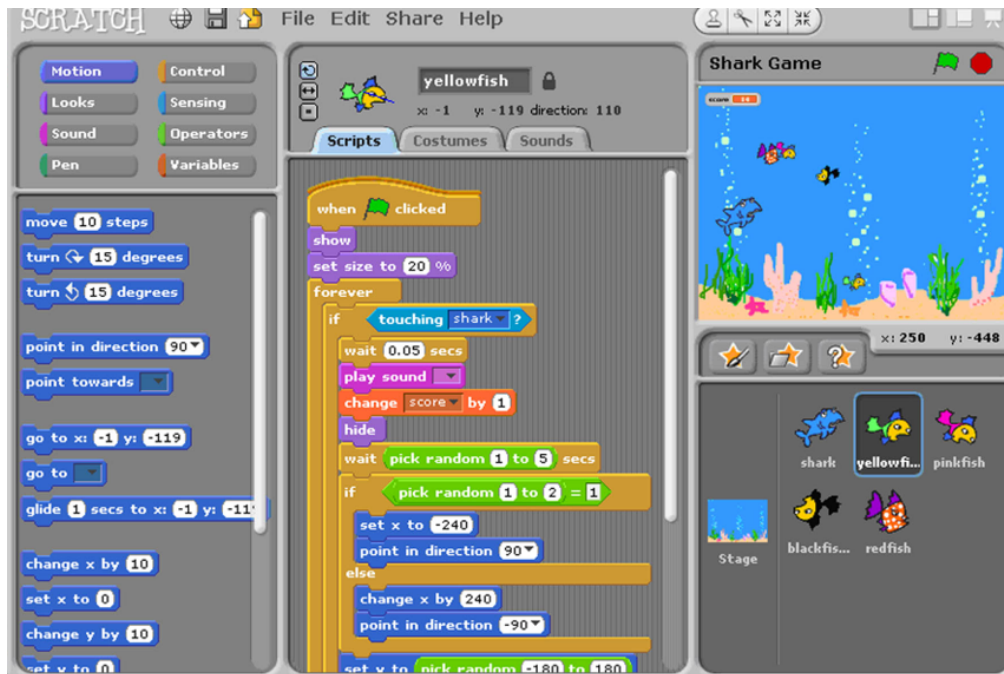 SCRATCH File Edit Share Help
Motion Control
Looks Sensing
Sound Operators
Pen Variables
move 10 steps
turn 15 degrees
turn 15 degrees
point in direction 90
point towards
go to x: -1 y: -119
go to
glide 1 secs to x: -1 y: -11
change x by 10
set x to 0
change y by 10
set y to 0
yellowfish
x: -1 y: -119 direction: 110
Scripts Costumes Sounds
when clicked
show
set size to 20 %
forever
if touching shark ?
wait 0.05 secs
play sound
change score by 1
hide
wait pick random 1 to 5 secs
if pick random 1 to 2 = 1
set x to -240
point in direction 90
else
change x by 240
point in direction -90
set y to pick random -180 to 180
Shark Game
score
x: 250 y: -448
shark yellowfi... pinkfish
Stage
blackfis... redfish